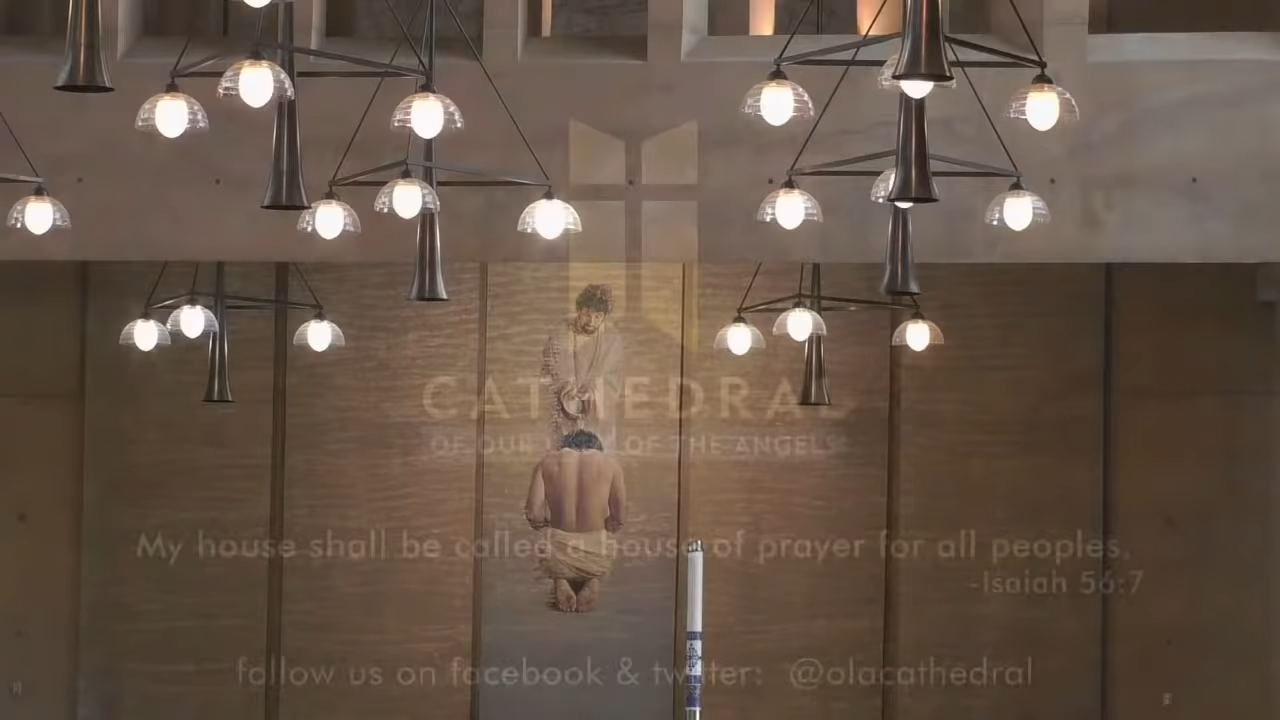 CATHEDRAL
OF OUR LADY OF THE ANGELS
My house shall be called a house of prayer for all peoples,
-Isaiah 56:7
follow us on facebook & twitter: @olacathedral